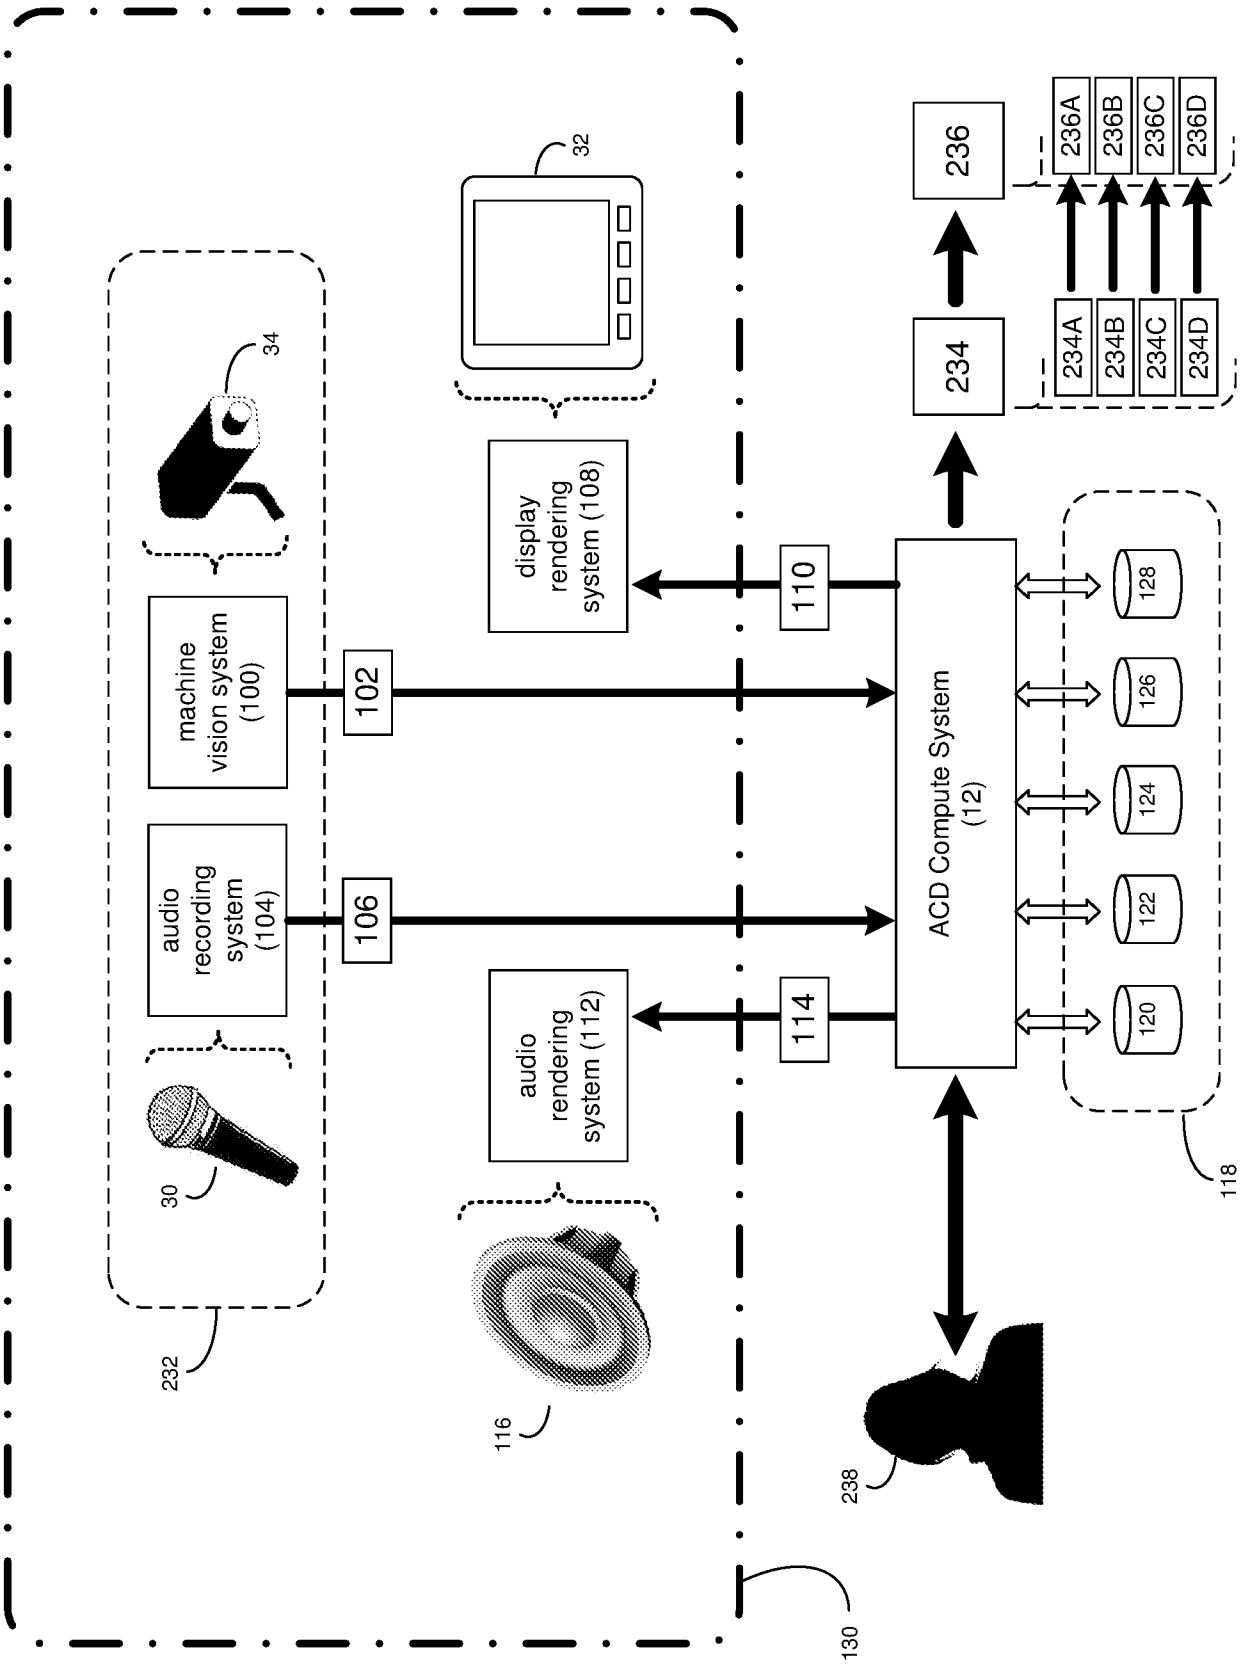 232
30
audio
recording
system
(104)
machine
vision system
(100)
34
106
102
116
audio
rendering
system (112)
display
rendering
system (108)
32
114
110
130
238
ACD Compute System
(12)
234
236
234A
234B
234C
234D
236A
236B
236C
236D
120
122
124
126
128
118